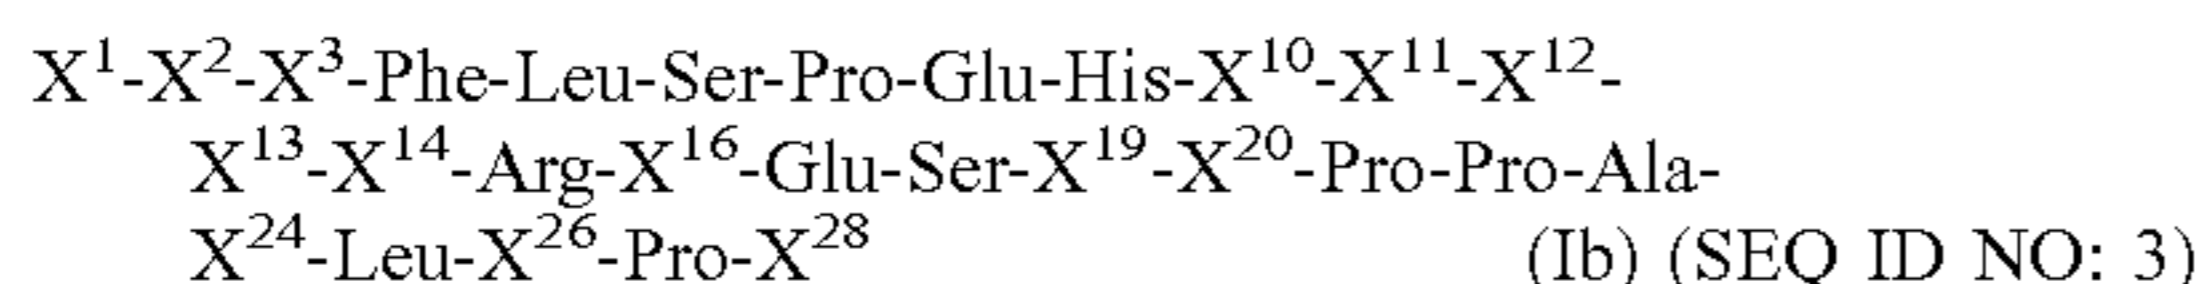 X¹-X²-X³-Phe-Leu-Ser-Pro-Glu-His-X¹⁰-X¹¹-X¹²-
X¹³-X¹⁴-Arg-X¹⁶-Glu-Ser-X¹⁹-X²⁰-Pro-Pro-Ala-
X²⁴-Leu-X²⁶-Pro-X²⁸ (Ib) (SEQ ID NO: 3)